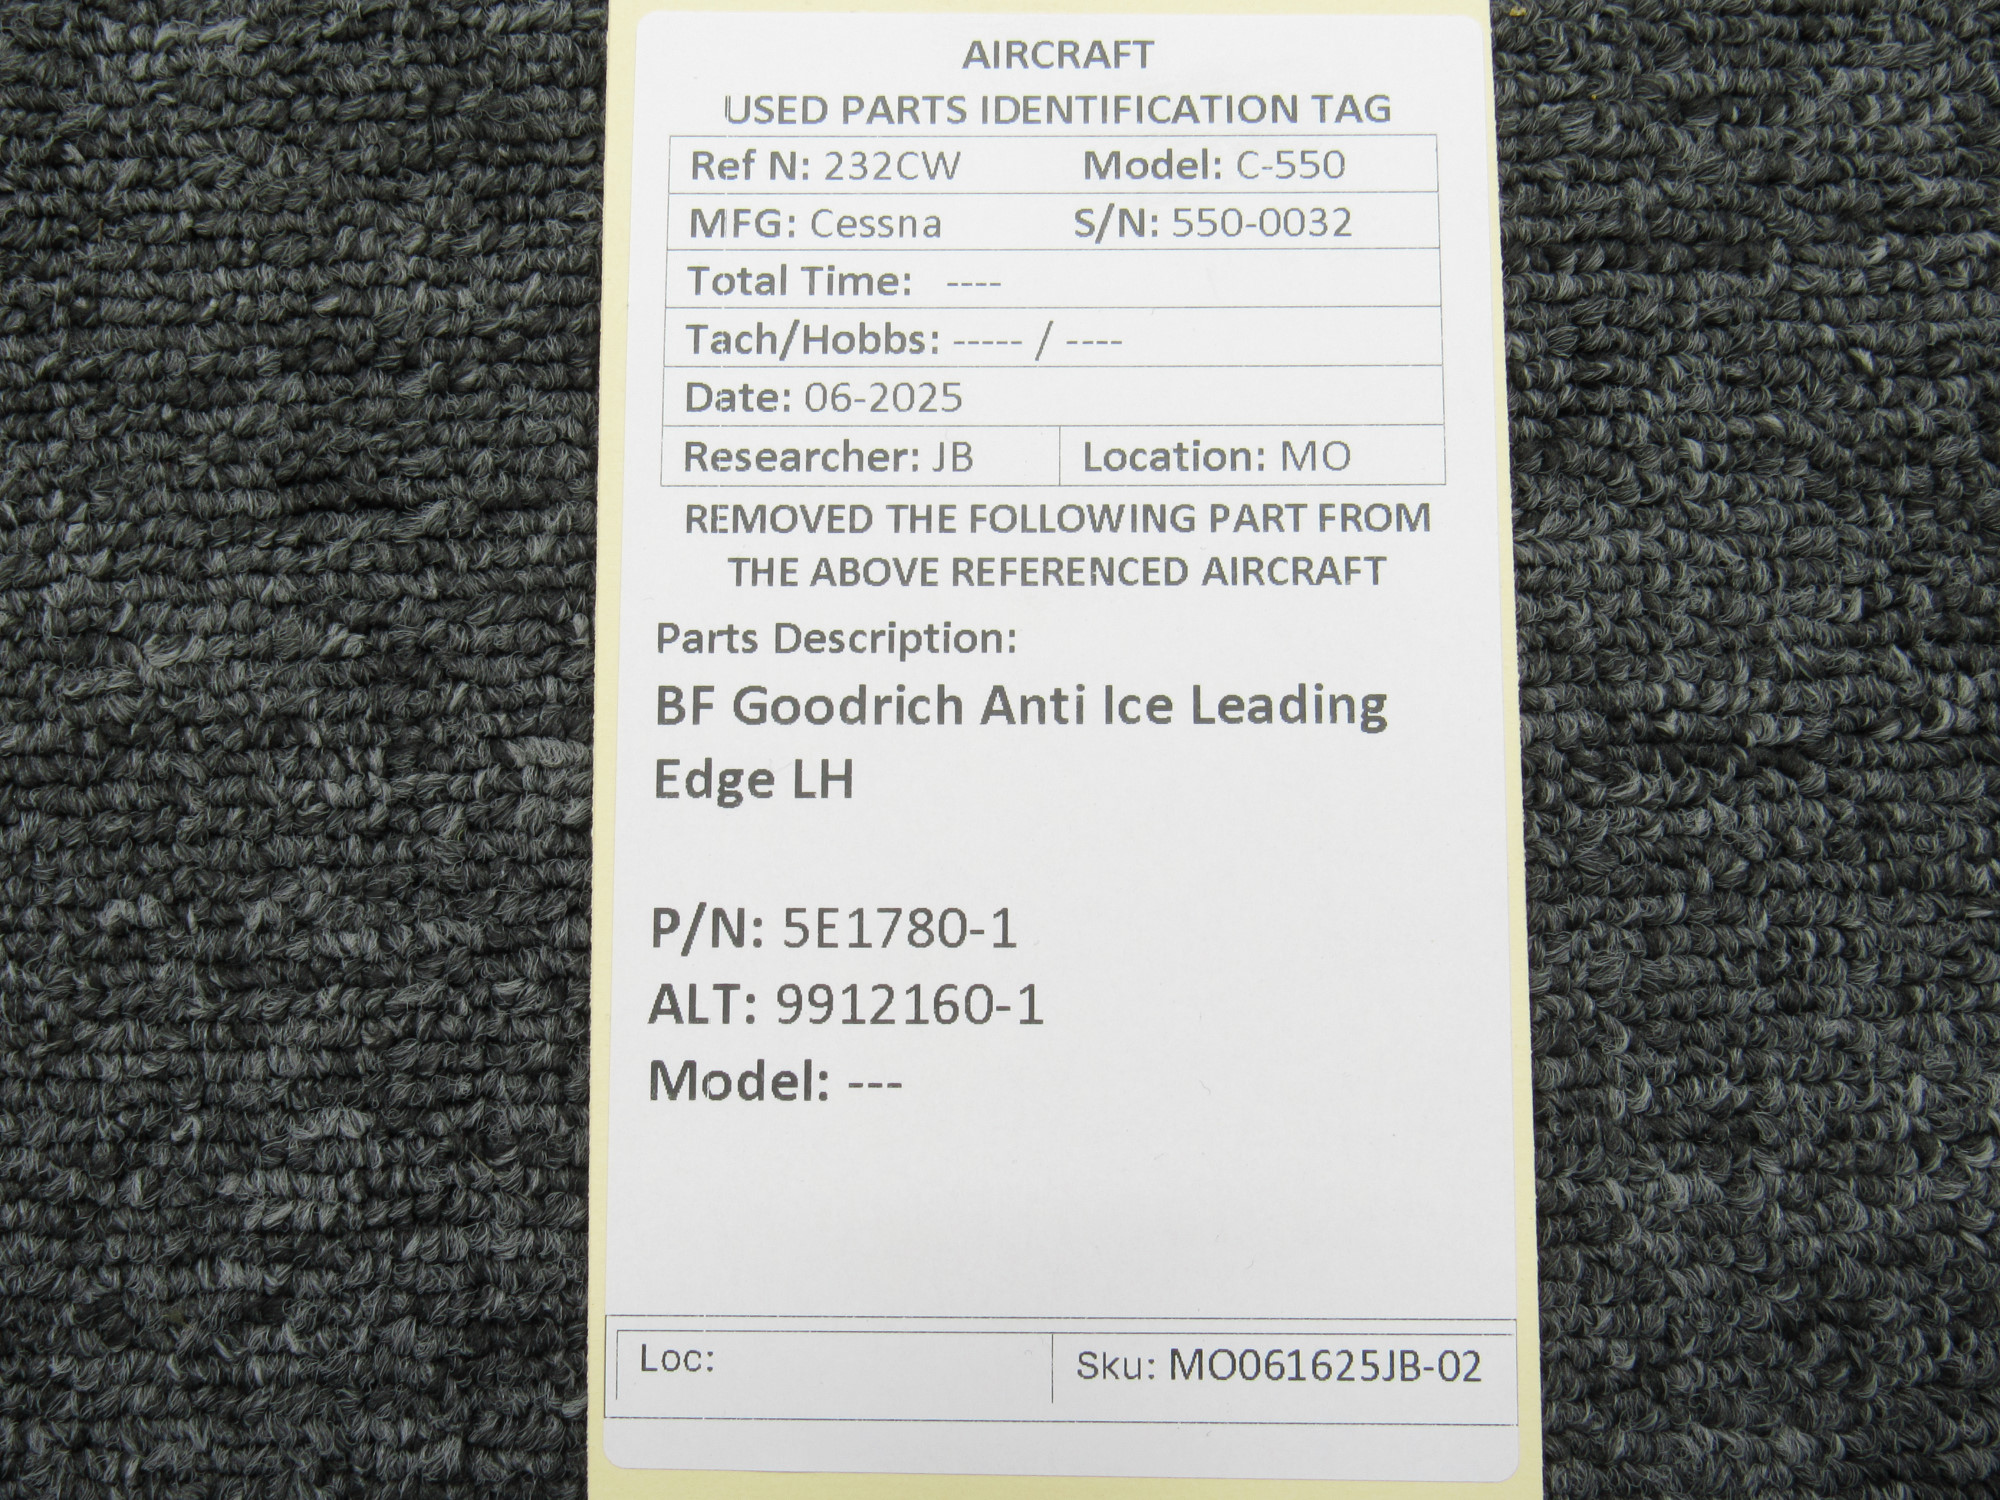 AIRCRAFT
USED PARTS IDENTIFICATION TAG
Ref N: 232CW Model: C-550
MFG: Cessna S/N: 550-0032
Total Time: ----
Tach/Hobbs: ----- / ----
Date: 06-2025
Researcher: JB Location: MO
REMOVED THE FOLLOWING PART FROM
THE ABOVE REFERENCED AIRCRAFT
Parts Description:
BF Goodrich Anti Ice Leading
Edge LH
P/N: 5E1780-1
ALT: 9912160-1
Model: ---
Loc: Sku: MO061625JB-02